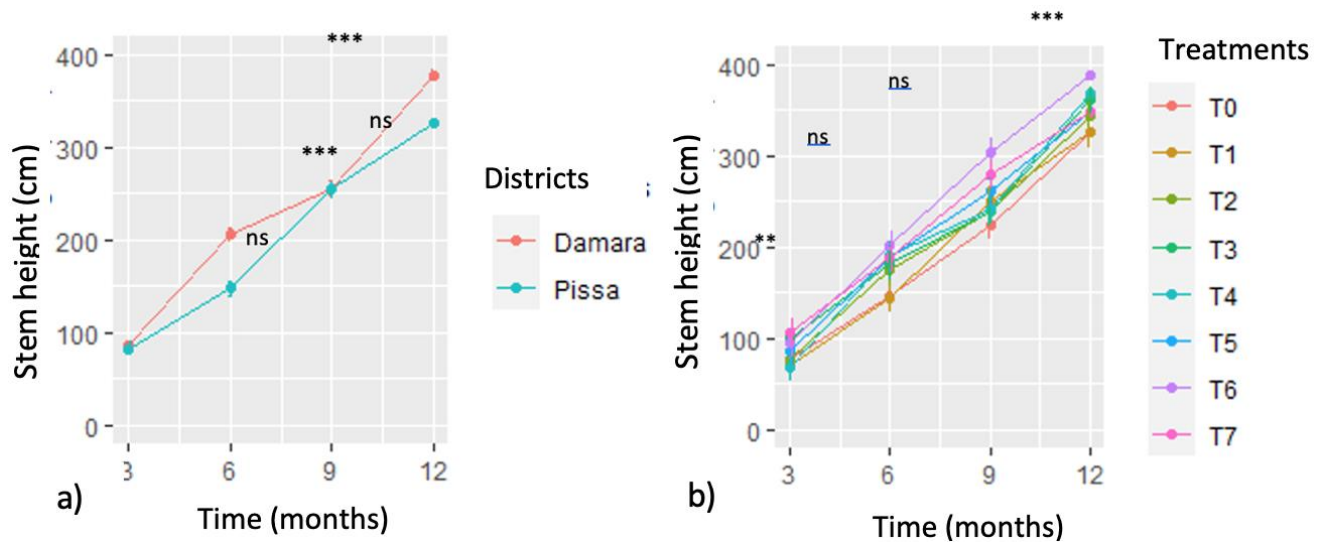 ***
400
ns
300
***
200
ns
100
0
3
6
9
12
Stem height (cm)
Time (months)
a)
Districts
Damara
Pissa
***
400
ns
300
ns
200
**
100
0
3
6
9
12
Stem height (cm)
Time (months)
b)
Treatments
T0
T1
T2
T3
T4
T5
T6
T7